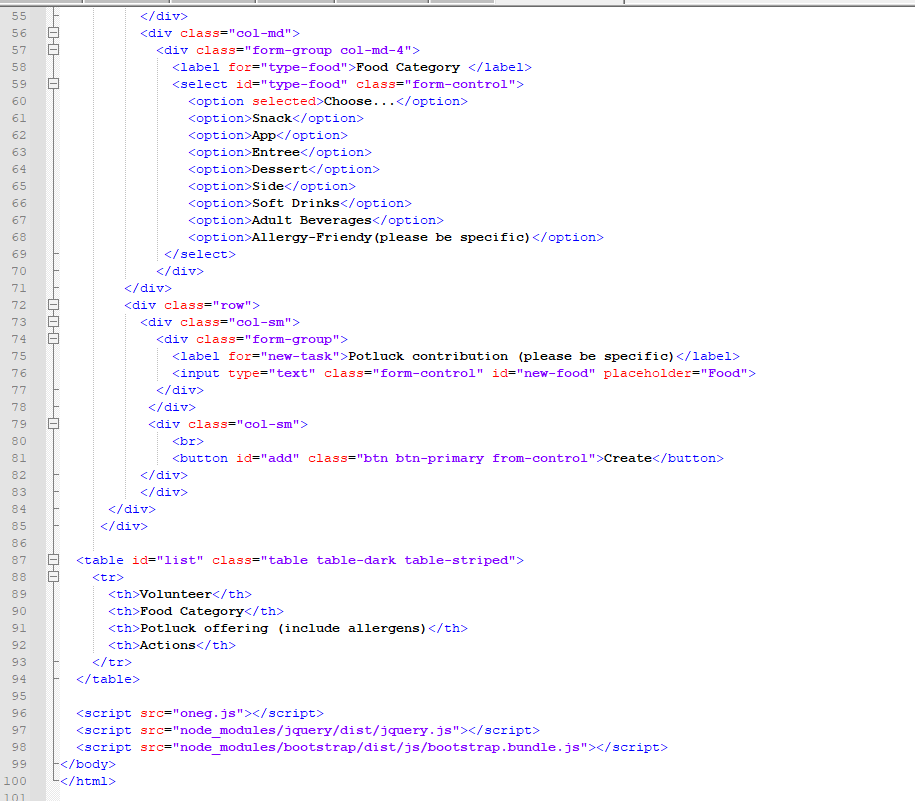 55 </div>
56 <div class="col-md">
57 <div class="form-group col-md-4">
58 <label for="type-food">Food Category </label>
59 <select id="type-food" class="form-control">
60 <option selected>Choose...</option>
61 <option>Snack</option>
62 <option>App</option>
63 <option>Entree</option>
64 <option>Dessert</option>
65 <option>Side</option>
66 <option>Soft Drinks</option>
67 <option>Adult Beverages</option>
68 <option>Allergy-Friendy(please be specific)</option>
69 </select>
70 </div>
71 </div>
72 <div class="row">
73 <div class="col-sm">
74 <div class="form-group">
75 <label for="new-task">Potluck contribution (please be specific)</label>
76 <input type="text" class="form-control" id="new-food" placeholder="Food">
77 </div>
78 </div>
79 <div class="col-sm">
80 <br>
81 <button id="add" class="btn btn-primary from-control">Create</button>
82 </div>
83 </div>
84 </div>
85 </div>
86
87 <table id="list" class="table table-dark table-striped">
88 <tr>
89 <th>Volunteer</th>
90 <th>Food Category</th>
91 <th>Potluck offering (include allergens)</th>
92 <th>Actions</th>
93 </tr>
94 </table>
95
96 <script src="oneg.js"></script>
97 <script src="node_modules/jquery/dist/jquery.js"></script>
98 <script src="node_modules/bootstrap/dist/js/bootstrap.bundle.js"></script>
99 </body>
100 </html>
101